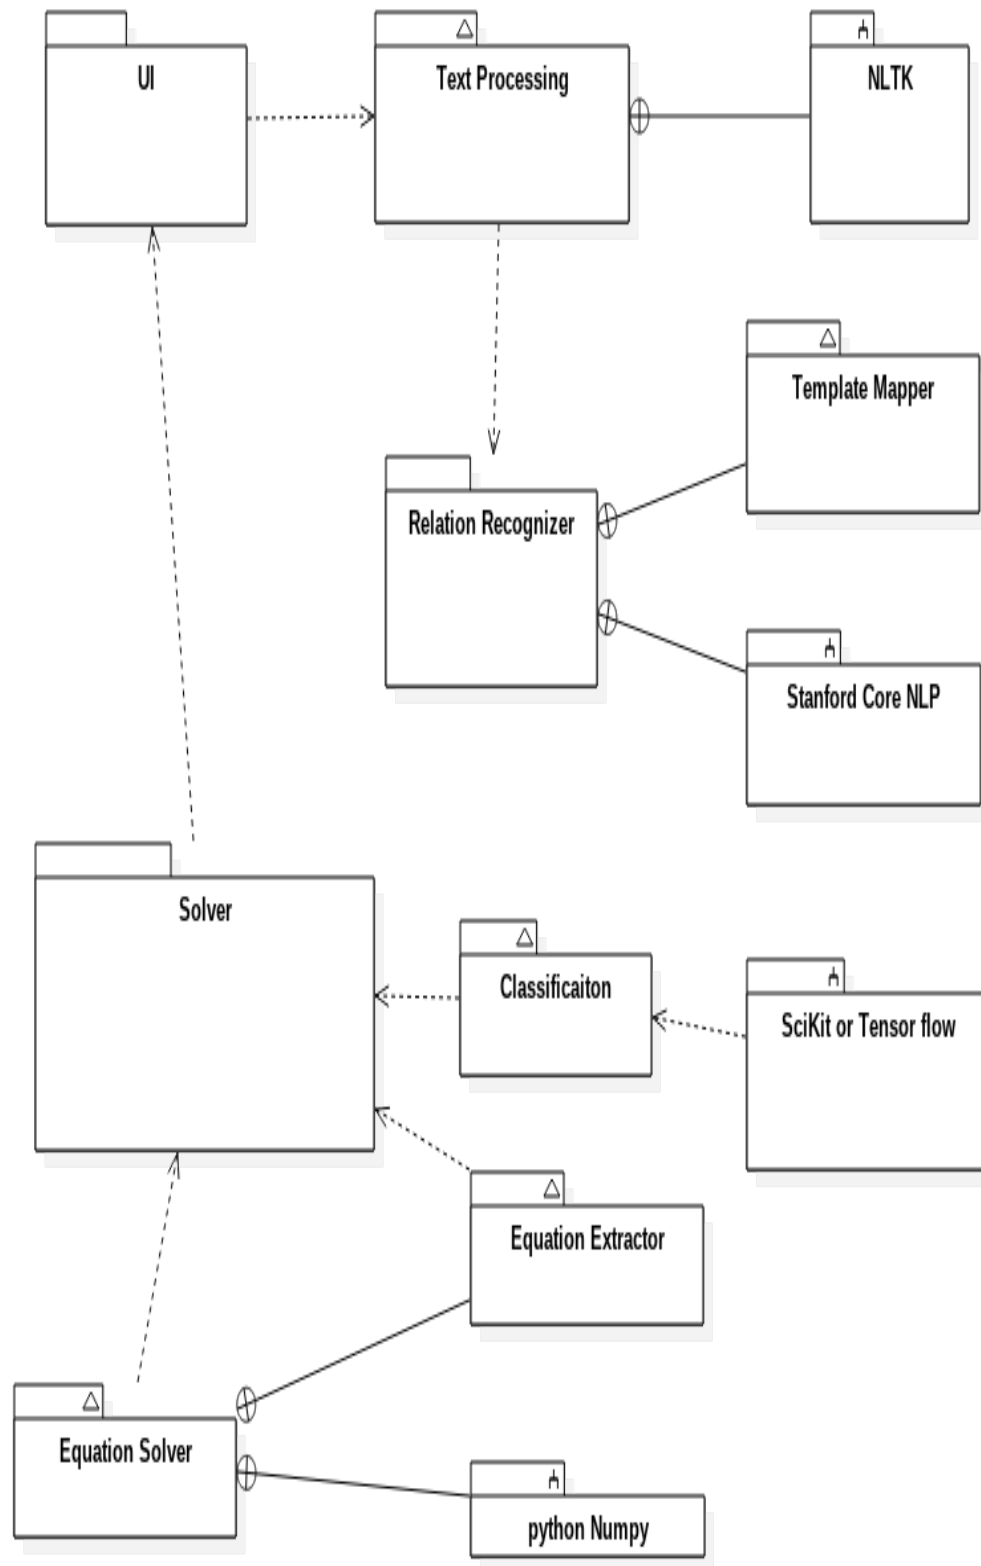 UI
Text Processing
NLTK
Template Mapper
Relation Recognizer
Stanford Core NLP
Solver
Classificaiton
SciKit or Tensor flow
Equation Extractor
Equation Solver
python Numpy